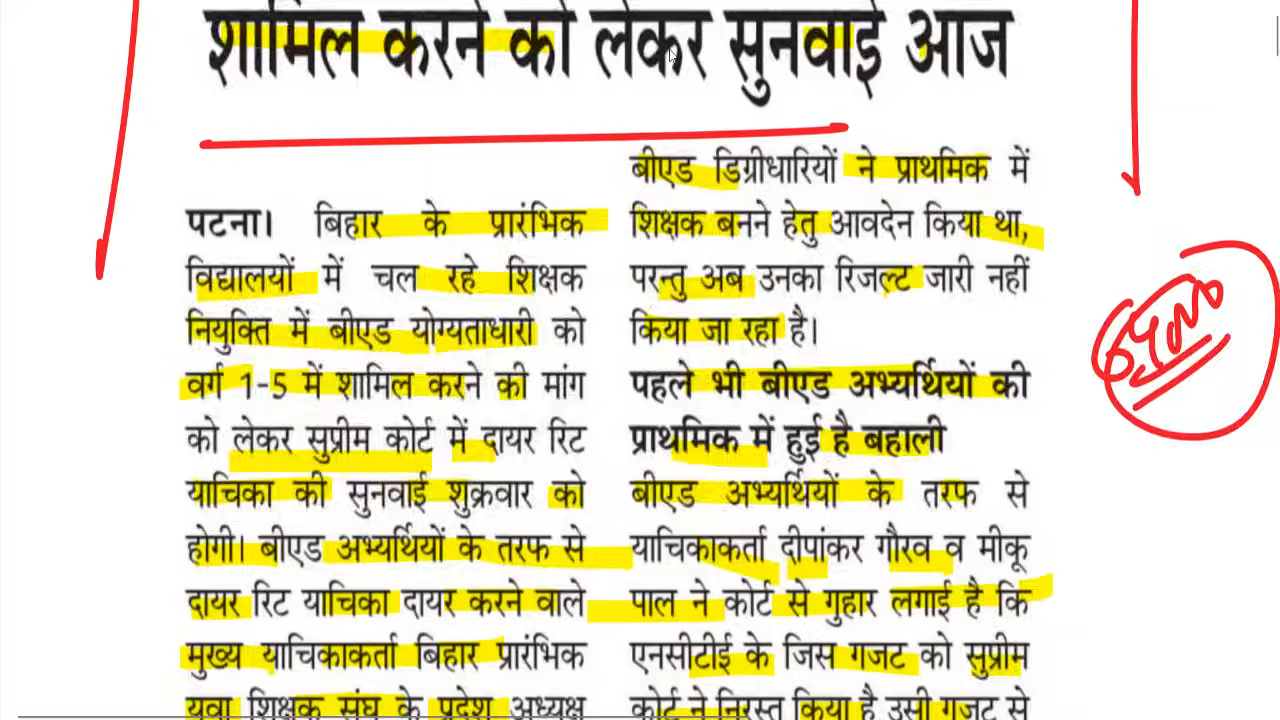 शामिल करने को लेकर सुनवाई आज
पटना। बिहार के प्रारंभिक
विद्यालयों में चल रहे शिक्षक
नियुक्ति में बीएड योग्यताधारी को
वर्ग 1-5 में शामिल करने की मांग
को लेकर सुप्रीम कोर्ट में दायर रिट
याचिका की सुनवाई शुक्रवार को
होगी। बीएड अभ्यर्थियों के तरफ से
दायर रिट याचिका दायर करने वाले
मुख्य याचिकाकर्ता बिहार प्रारंभिक
युवा शिक्षक संघ के प्रदेश अध्यक्ष
बीएड डिग्रीधारियों ने प्राथमिक में
शिक्षक बनने हेतु आवदेन किया था,
परन्तु अब उनका रिजल्ट जारी नहीं
किया जा रहा है।
पहले भी बीएड अभ्यर्थियों की
प्राथमिक में हुई है बहाली
बीएड अभ्यर्थियों के तरफ से
याचिकाकर्ता दीपांकर गौरव व मीकू
पाल ने कोर्ट से गुहार लगाई है कि
एनसीटीई के जिस गजट को सुप्रीम
कोर्ट ने निरस्त किया है उसी गजट से